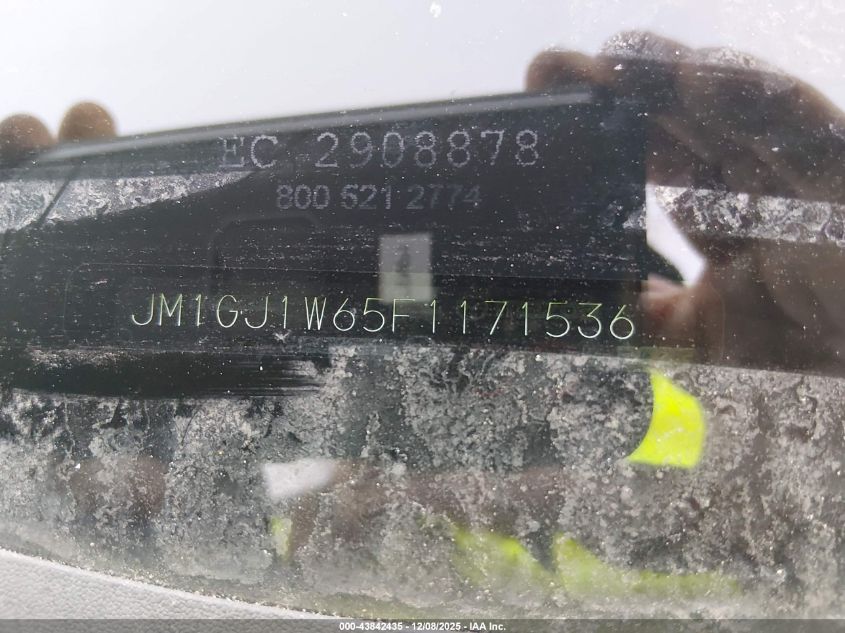 EC 2908878
800 521 2774
JM1GJ1W65F1171536
000-43842435 - 12/08/2025 - IAA Inc.